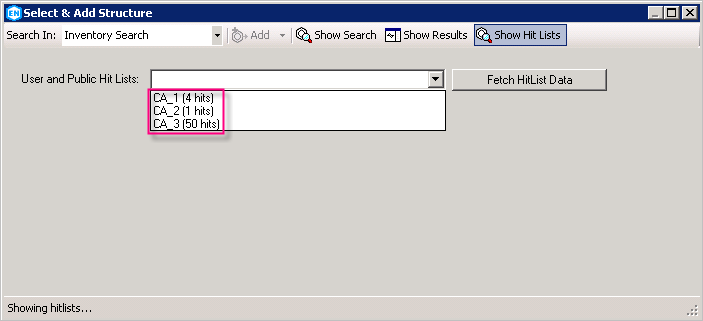 EN Select & Add Structure
Search In: Inventory Search Add Show Search Show Results Show Hit Lists
User and Public Hit Lists: Fetch HitList Data
CA_1 (4 hits)
CA_2 (1 hits)
CA_3 (50 hits)
Showing hitlists...